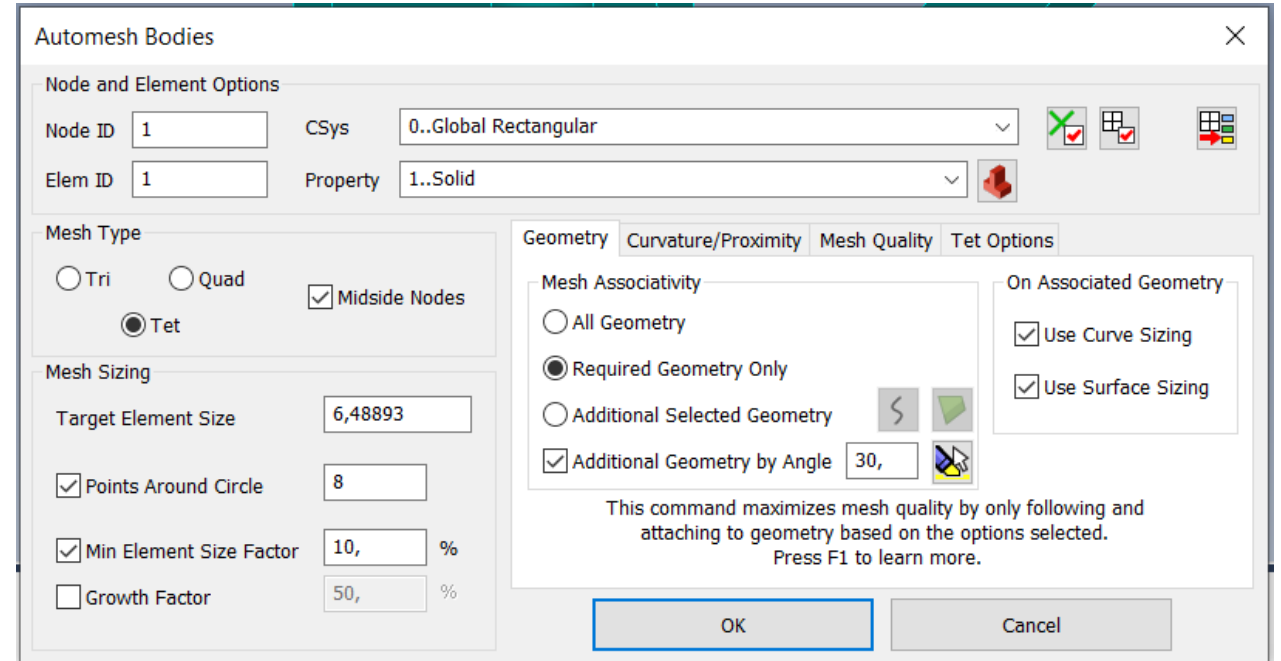 Automesh Bodies
Node and Element Options
Node ID 1 CSys 0..Global Rectangular
Elem ID 1 Property 1..Solid
Mesh Type
Tri Quad
Midside Nodes
Tet
Mesh Sizing
Target Element Size 6,48893
Points Around Circle 8
Min Element Size Factor 10, %
Growth Factor 50, %
Geometry Curvature/Proximity Mesh Quality Tet Options
Mesh Associativity
All Geometry
Required Geometry Only
Additional Selected Geometry
Additional Geometry by Angle 30,
On Associated Geometry
Use Curve Sizing
Use Surface Sizing
This command maximizes mesh quality by only following and
attaching to geometry based on the options selected.
Press F1 to learn more.
OK Cancel